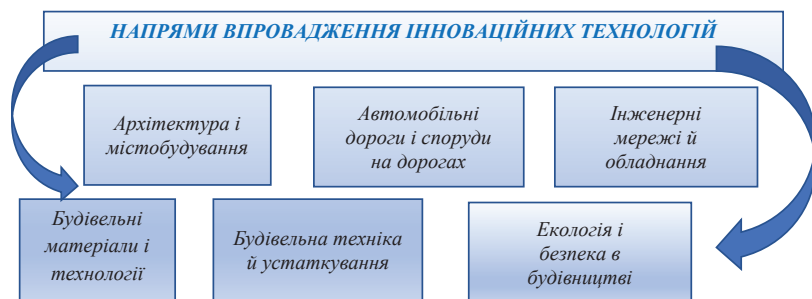 НАПРЯМИ ВПРОВАДЖЕННЯ ІННОВАЦІЙНИХ ТЕХНОЛОГІЙ
Архітектура і
містобудування
Автомобільні
дороги і споруди
на дорогах
Інженерні
мережі й
обладнання
Будівельні
матеріали і
технології
Будівельна техніка
й устаткування
Екологія і
безпека в
будівництві